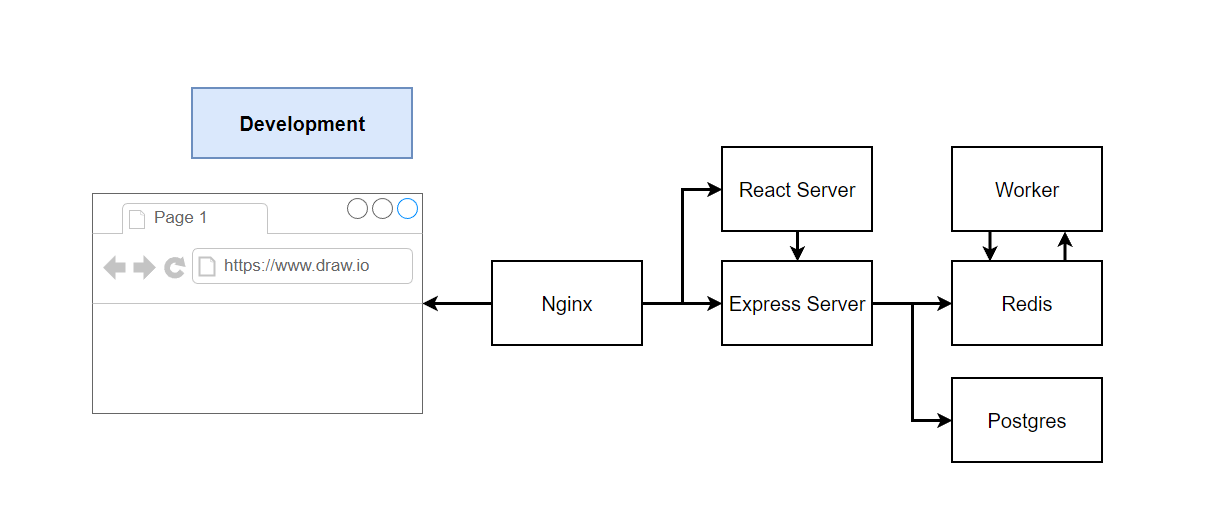 Development
Page 1
https://www.draw.io
Nginx
React Server
Express Server
Worker
Redis
Postgres